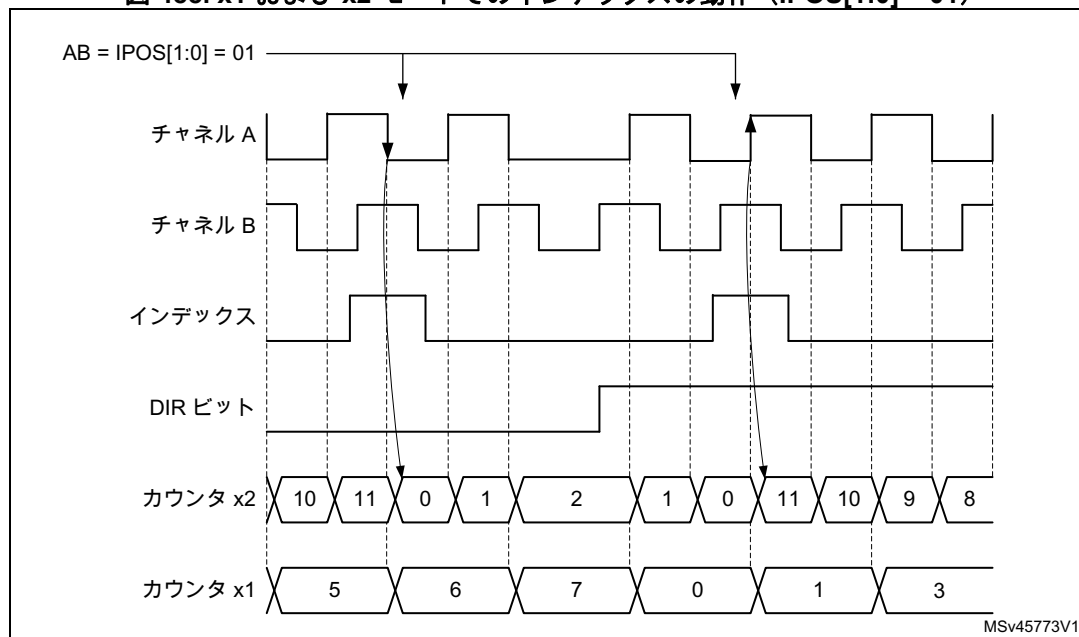 AB = IPOS[1:0] = 01
チャネル A
チャネル B
インデックス
DIR ビット
カウンタ x2 10 11 0 1 2 1 0 11 10 9 8
カウンタ x1 5 6 7 0 1 3
MSv45773V1